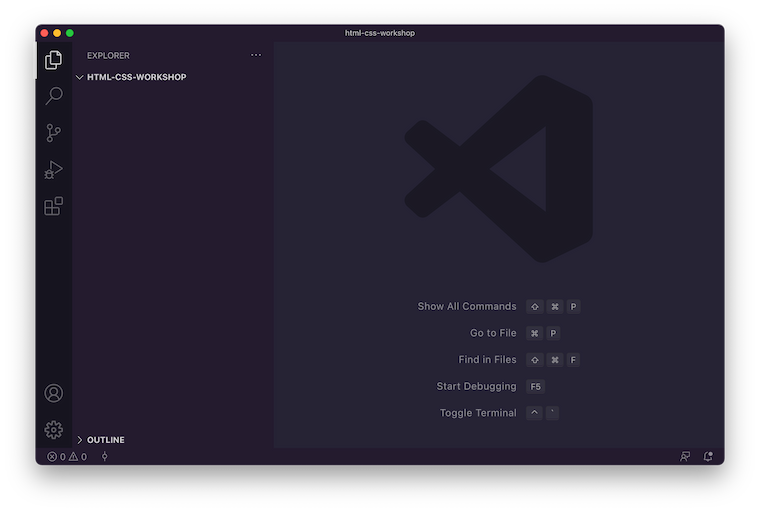 html-css-workshop
EXPLORER ···
HTML-CSS-WORKSHOP
Show All Commands ⇧ ⌘ P
Go to File ⌘ P
Find in Files ⇧ ⌘ F
Start Debugging F5
Toggle Terminal ^ `
OUTLINE
0 0